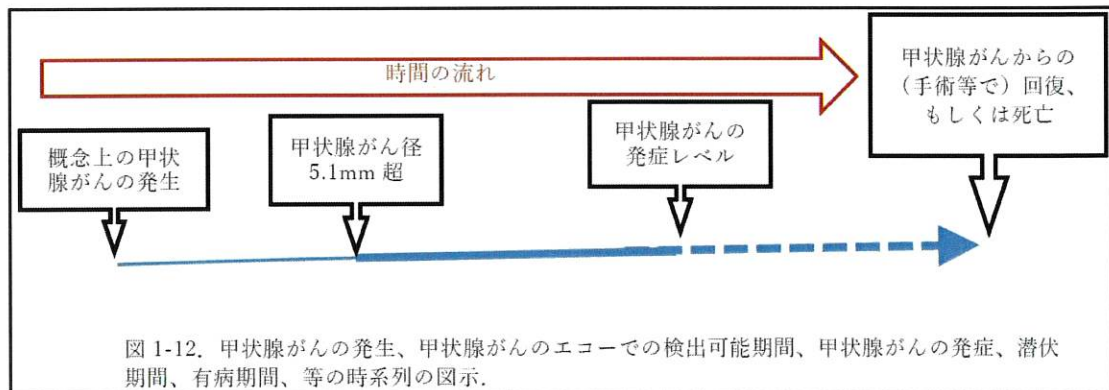 時間の流れ
甲状腺がんからの
（手術等で）回復、
もしくは死亡
概念上の甲状
腺がんの発生
甲状腺がん径
5.1mm 超
甲状腺がんの
発症レベル
図 1-12．甲状腺がんの発生、甲状腺がんのエコーでの検出可能期間、甲状腺がんの発症、潜伏
期間、有病期間、等の時系列の図示．